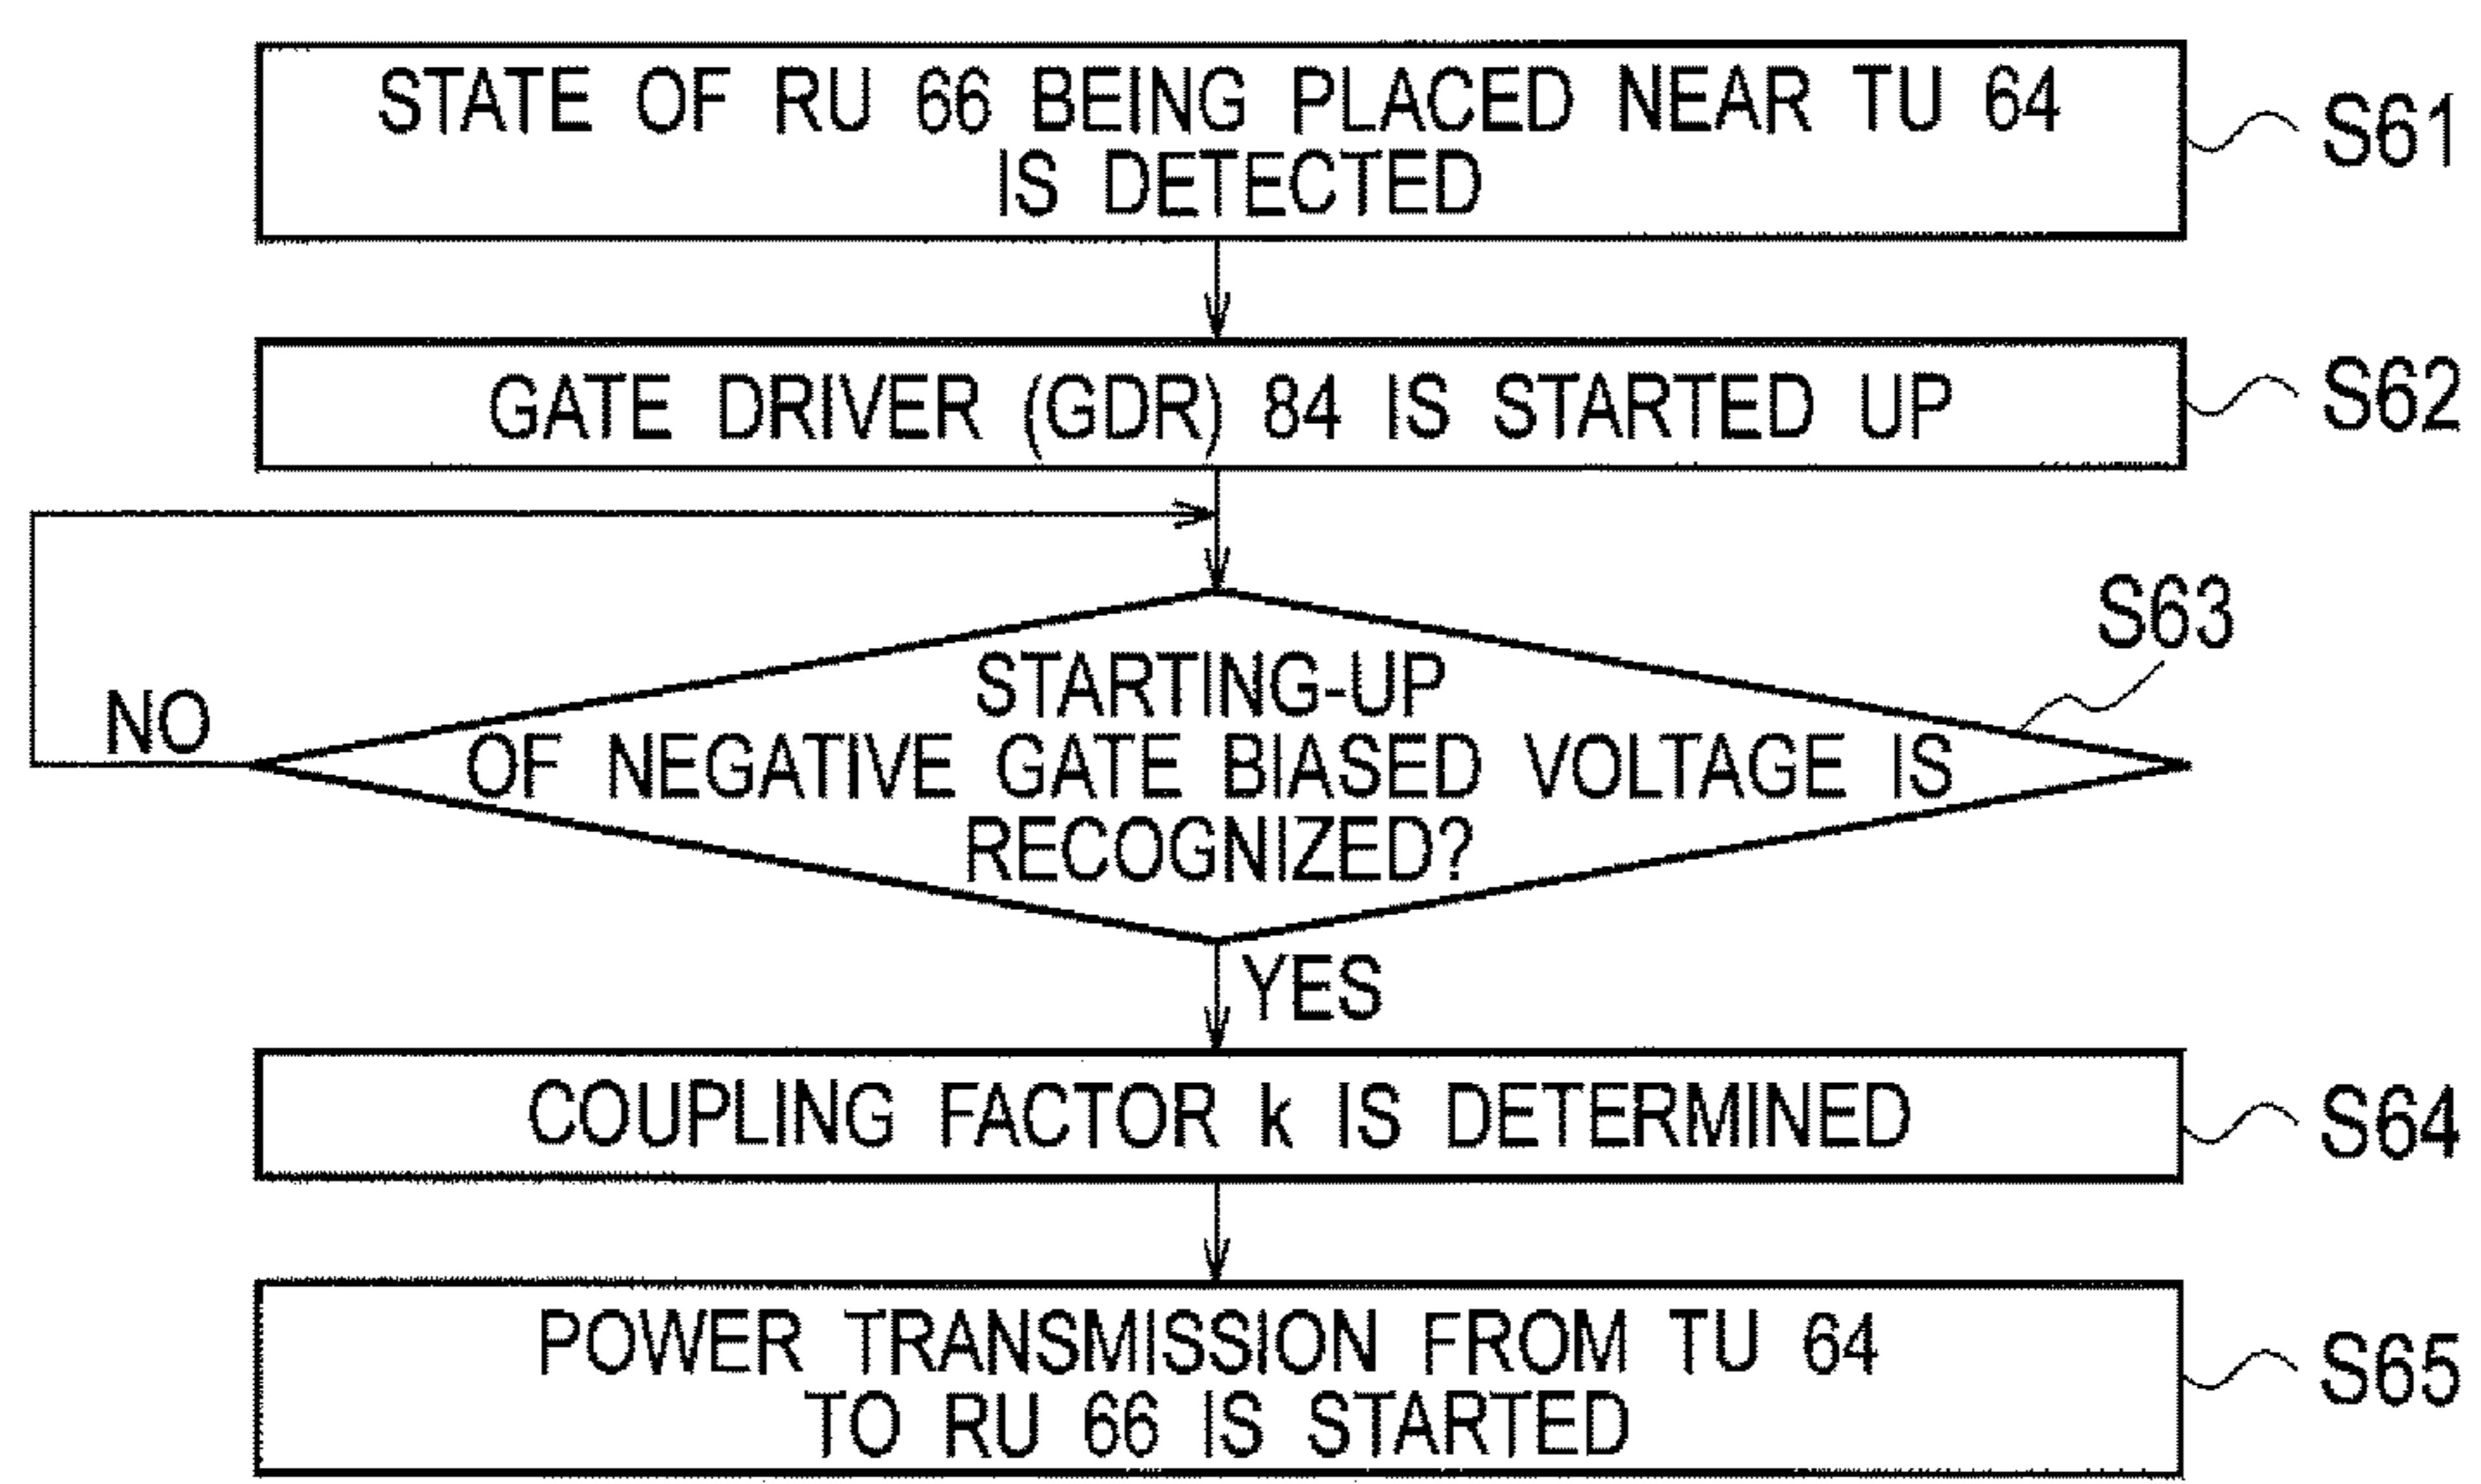 STATE OF RU 66 BEING PLACED NEAR TU 64
IS DETECTED
S61
GATE DRIVER (GDR) 84 IS STARTED UP
S62
S63
STARTING-UP
OF NEGATIVE GATE BIASED VOLTAGE IS
RECOGNIZED?
NO
YES
COUPLING FACTOR k IS DETERMINED
S64
POWER TRANSMISSION FROM TU 64
TO RU 66 IS STARTED
S65